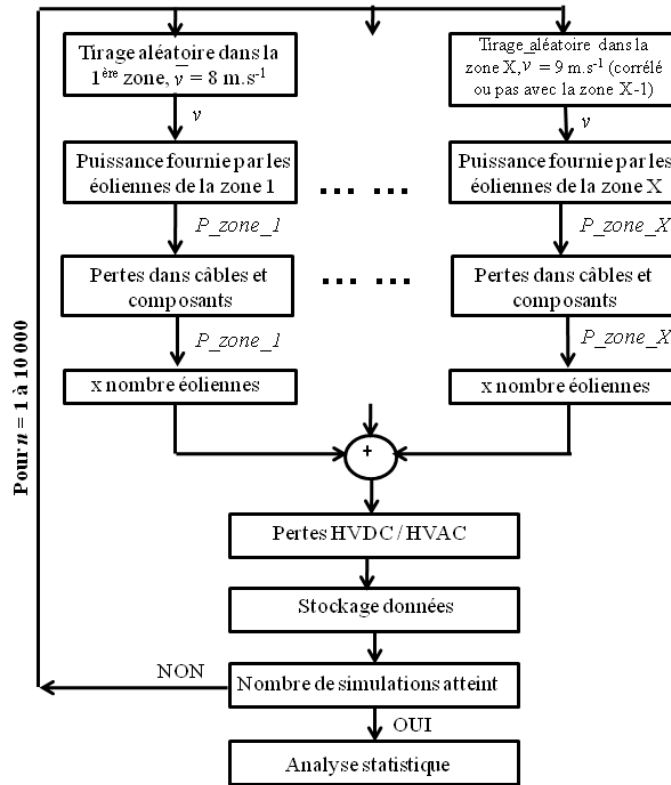 Tirage aléatoire dans la
1ère zone, v̅ = 8 m.s-1
v
Puissance fournie par les
éoliennes de la zone 1
P_zone_1
Pertes dans câbles et
composants
P_zone_1
x nombre éoliennes
... ...
... ...
Tirage aléatoire dans la
zone X, v̅ = 9 m.s-1 (corrélé
ou pas avec la zone X-1)
v
Puissance fournie par les
éoliennes de la zone X
P_zone_X
Pertes dans câbles et
composants
P_zone_X
x nombre éoliennes
+
Pertes HVDC / HVAC
Stockage données
Nombre de simulations atteint
NON
OUI
Analyse statistique
Pour n = 1 à 10 000